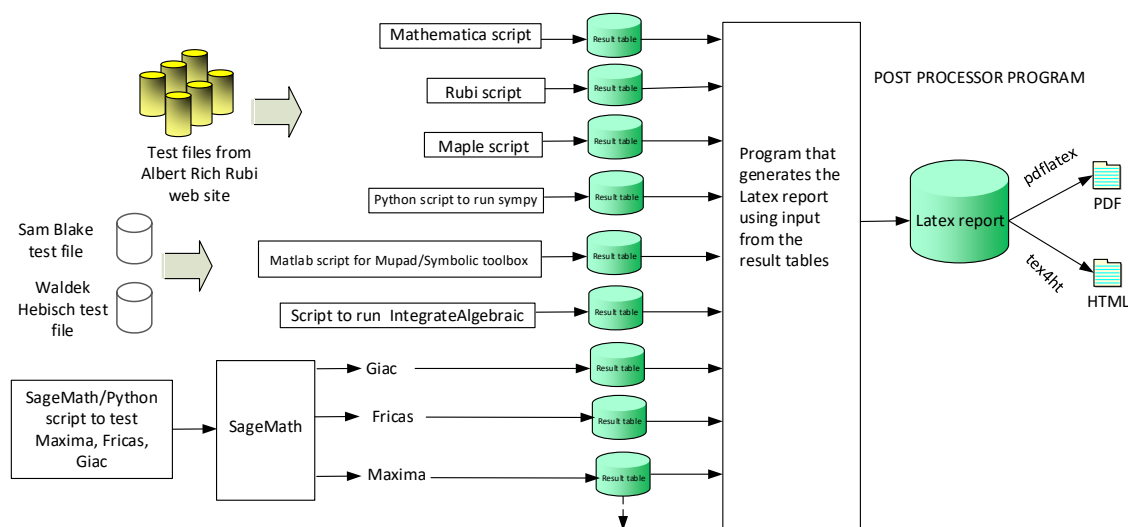 Mathematica script
Result table
Rubi script
Result table
Maple script
Result table
Python script to run sympy
Result table
Matlab script for Mupad/Symbolic toolbox
Result table
Script to run IntegrateAlgebraic
Result table
Giac
Result table
Fricas
Result table
Maxima
Result table
Test files from
Albert Rich Rubi
web site
Sam Blake
test file
Waldek
Hebisch test
file
SageMath/Python
script to test
Maxima, Fricas,
Giac
SageMath
Program that
generates the
Latex report
using input
from the
result tables
POST PROCESSOR PROGRAM
Latex report
pdflatex
PDF
tex4ht
HTML